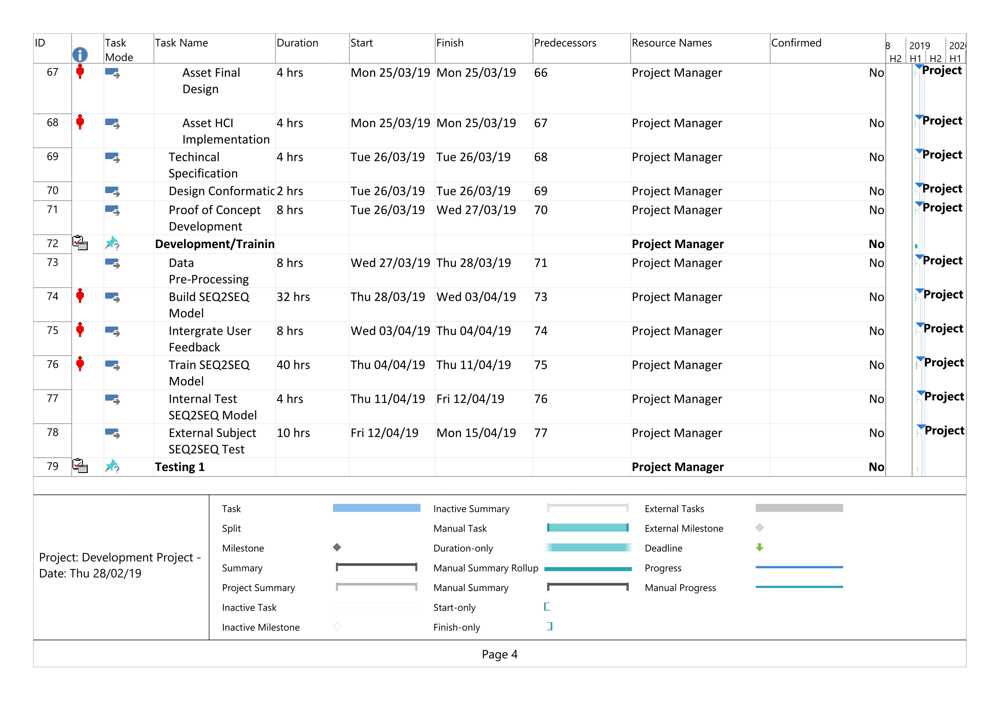 ID Task Mode Task Name Duration Start Finish Predecessors Resource Names Confirmed
8 2019 202
H2 H1 H2 H1
67 Asset Final Design 4 hrs Mon 25/03/19 Mon 25/03/19 66 Project Manager No Project
68 Asset HCI Implementation 4 hrs Mon 25/03/19 Mon 25/03/19 67 Project Manager No Project
69 Techincal Specification 4 hrs Tue 26/03/19 Tue 26/03/19 68 Project Manager No Project
70 Design Conformatic 2 hrs Tue 26/03/19 Tue 26/03/19 69 Project Manager No Project
71 Proof of Concept Development 8 hrs Tue 26/03/19 Wed 27/03/19 70 Project Manager No Project
72 Development/Trainin Project Manager No
73 Data Pre-Processing 8 hrs Wed 27/03/19 Thu 28/03/19 71 Project Manager No Project
74 Build SEQ2SEQ Model 32 hrs Thu 28/03/19 Wed 03/04/19 73 Project Manager No Project
75 Intergrate User Feedback 8 hrs Wed 03/04/19 Thu 04/04/19 74 Project Manager No Project
76 Train SEQ2SEQ Model 40 hrs Thu 04/04/19 Thu 11/04/19 75 Project Manager No Project
77 Internal Test SEQ2SEQ Model 4 hrs Thu 11/04/19 Fri 12/04/19 76 Project Manager No Project
78 External Subject SEQ2SEQ Test 10 hrs Fri 12/04/19 Mon 15/04/19 77 Project Manager No Project
79 Testing 1 Project Manager No
Project: Development Project -
Date: Thu 28/02/19
Task Inactive Summary External Tasks
Split Manual Task External Milestone
Milestone Duration-only Deadline
Summary Manual Summary Rollup Progress
Project Summary Manual Summary Manual Progress
Inactive Task Start-only
Inactive Milestone Finish-only
Page 4